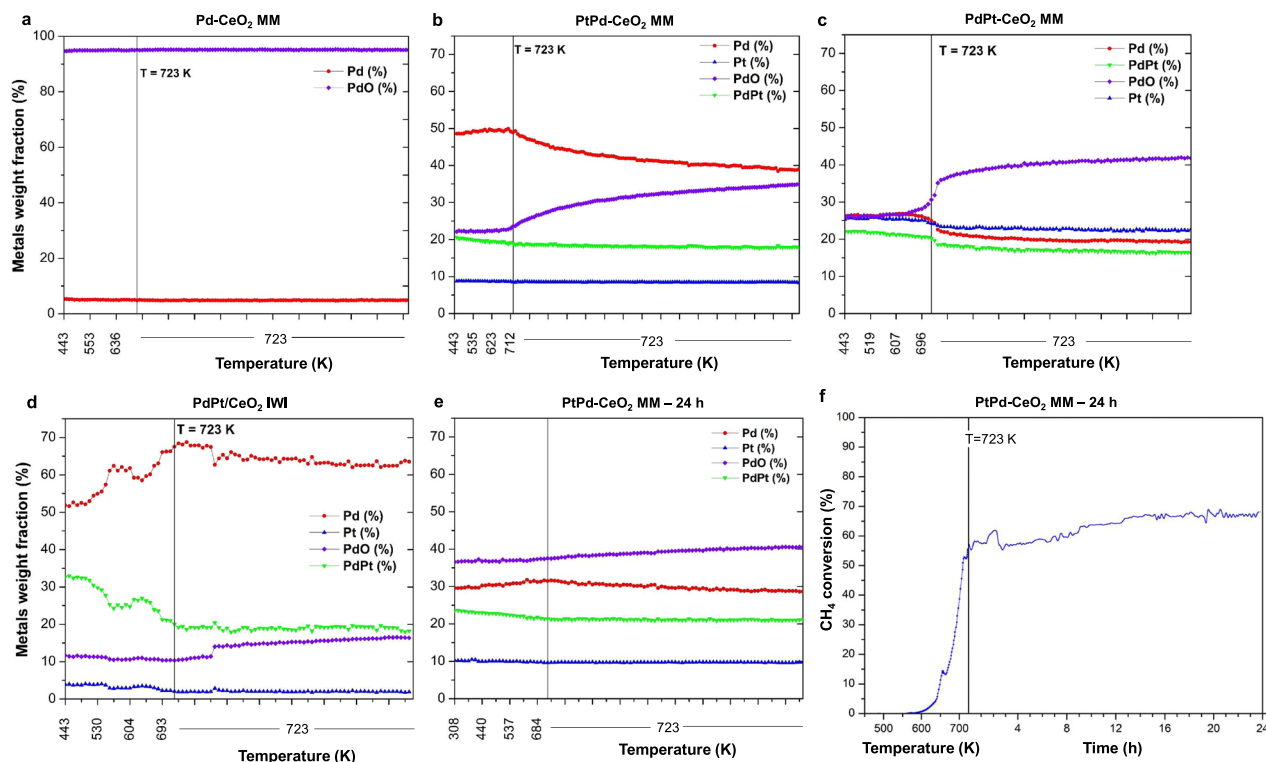 a
Pd-CeO₂ MM
Metals weight fraction (%)
100
80
60
40
20
0
T = 723 K
Pd (%)
PdO (%)
443
553
636
723
Temperature (K)
b
PtPd-CeO₂ MM
70
60
50
40
30
20
10
0
T = 723 K
Pd (%)
Pt (%)
PdO (%)
PdPt (%)
443
535
623
712
723
Temperature (K)
c
PdPt-CeO₂ MM
70
60
50
40
30
20
10
0
T = 723 K
Pd (%)
PdPt (%)
PdO (%)
Pt (%)
443
519
607
696
723
Temperature (K)
d
PdPt/CeO₂ IWI
Metals weight fraction (%)
70
60
50
40
30
20
10
0
T = 723 K
Pd (%)
Pt (%)
PdO (%)
PdPt (%)
443
530
604
693
723
Temperature (K)
e
PtPd-CeO₂ MM – 24 h
70
60
50
40
30
20
10
0
Pd (%)
Pt (%)
PdO (%)
PdPt (%)
308
440
537
684
723
Temperature (K)
f
PtPd-CeO₂ MM – 24 h
CH₄ conversion (%)
100
90
80
70
60
50
40
30
20
10
0
T=723 K
500
600
700
4
8
12
16
20
24
Temperature (K)
Time (h)